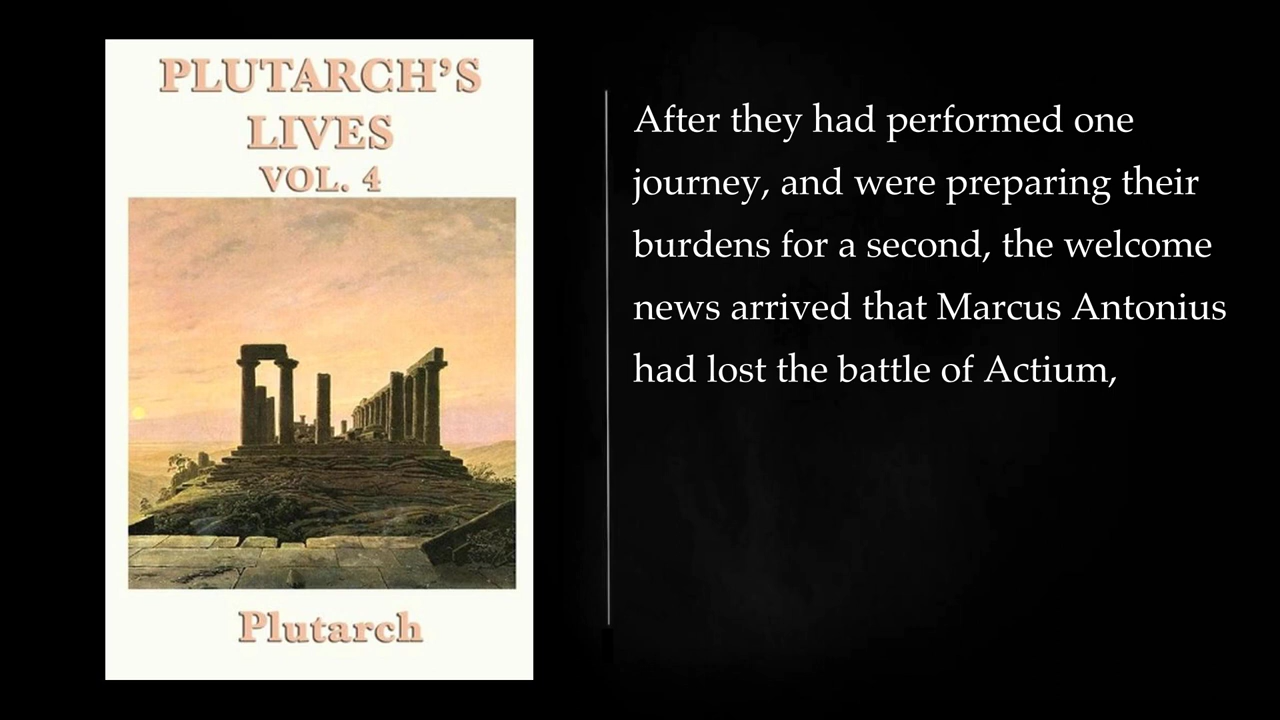 PLUTARCH'S
LIVES
VOL. 4
Plutarch
After they had performed one
journey, and were preparing their
burdens for a second, the welcome
news arrived that Marcus Antonius
had lost the battle of Actium,